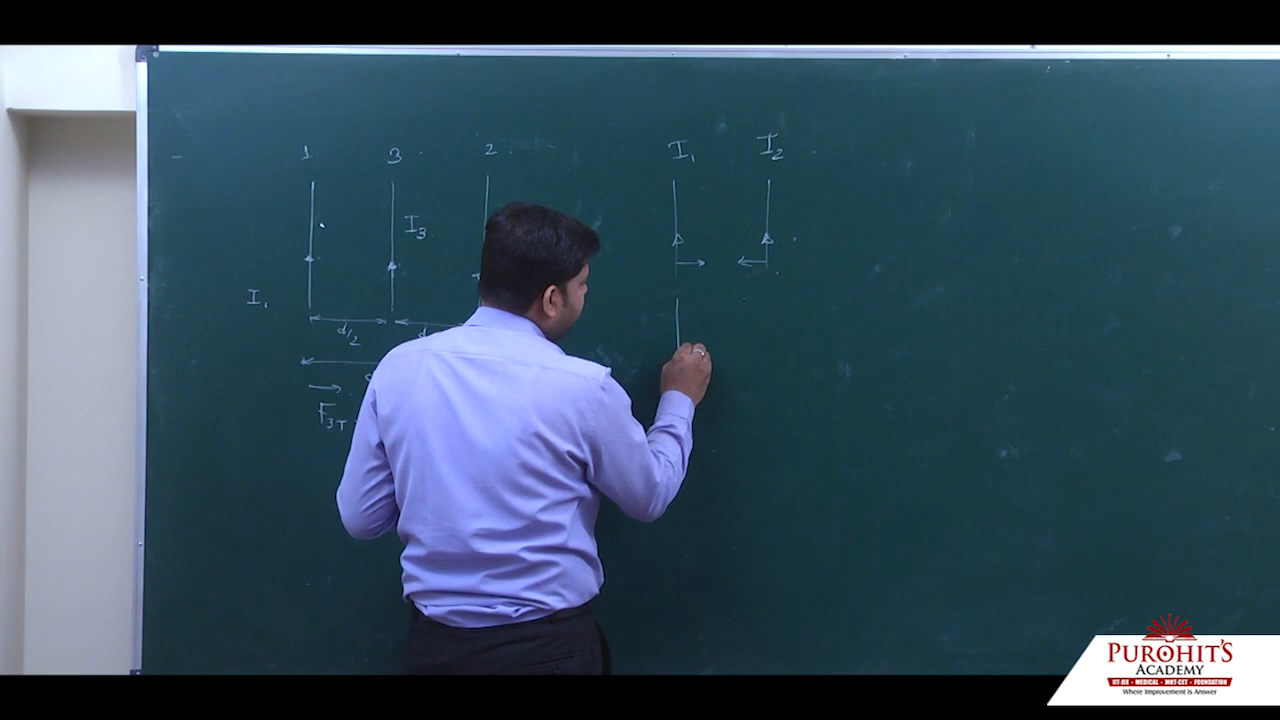 1 3 2
I₃
I₁
d/2
d
F₃T
I₁ I₂
PUROHIT'S
ACADEMY
IIT-JEE - MEDICAL - MHT-CET - FOUNDATION
Where Improvement is Answer